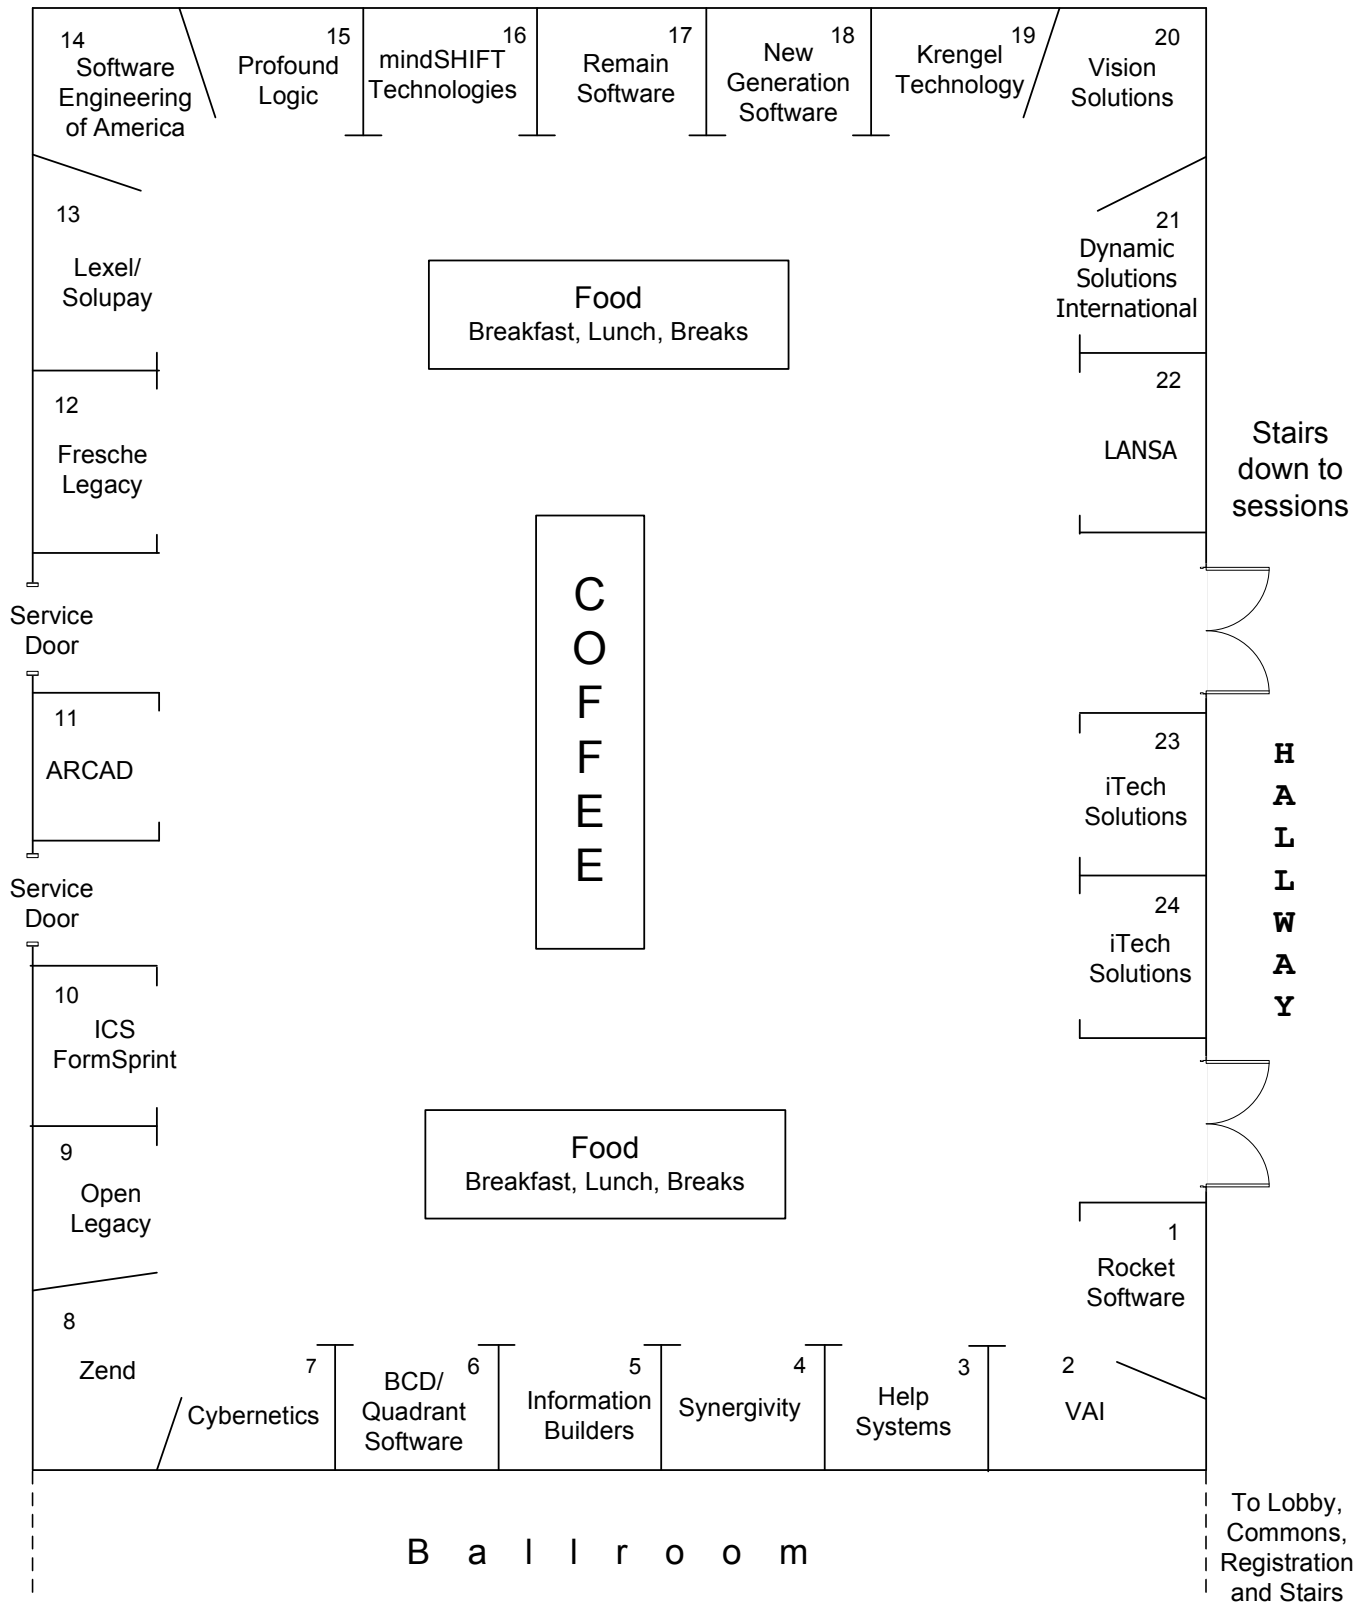 14
Software
Engineering
of America
15
Profound
Logic
16
mindSHIFT
Technologies
17
Remain
Software
18
New
Generation
Software
19
Krengel
Technology
20
Vision
Solutions
13
Lexel/
Solupay
Food
Breakfast, Lunch, Breaks
21
Dynamic
Solutions
International
12
Fresche
Legacy
22
LANSA
Stairs
down to
sessions
Service
Door
C
O
F
F
E
E
11
ARCAD
23
iTech
Solutions
H
A
L
L
W
A
Y
Service
Door
24
iTech
Solutions
10
ICS
FormSprint
9
Open
Legacy
Food
Breakfast, Lunch, Breaks
1
Rocket
Software
8
Zend
7
Cybernetics
6
BCD/
Quadrant
Software
5
Information
Builders
4
Synergivity
3
Help
Systems
2
VAI
B a l l r o o m
To Lobby,
Commons,
Registration
and Stairs